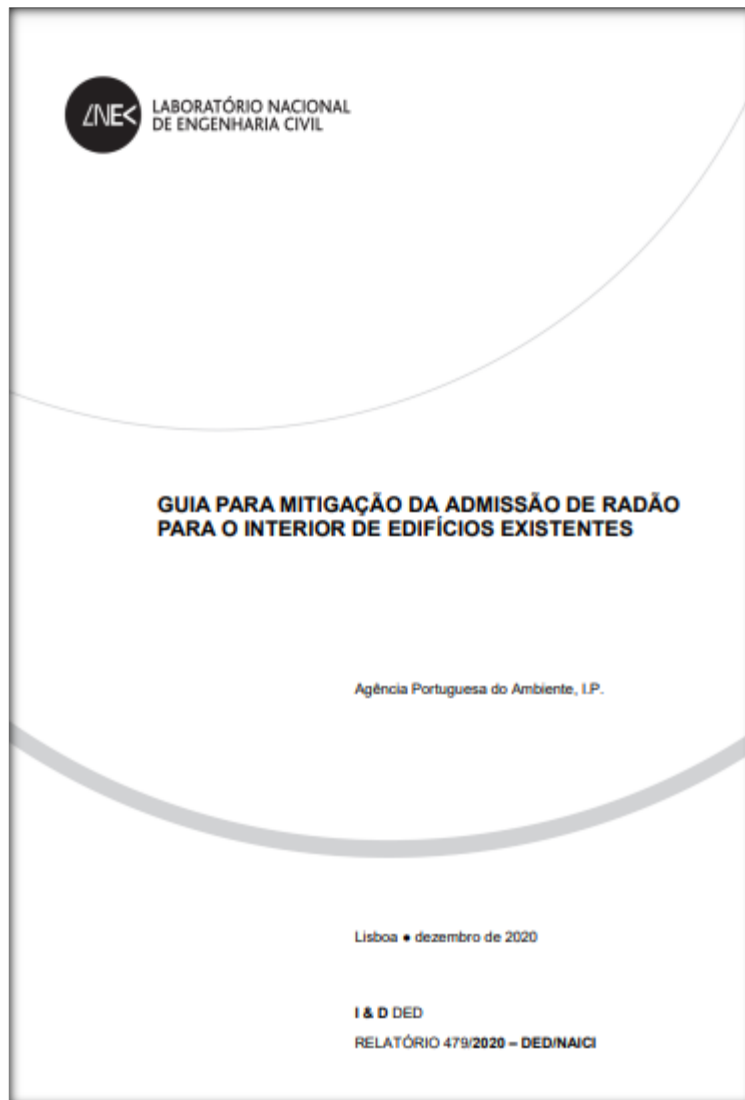 LNEC
LABORATÓRIO NACIONAL
DE ENGENHARIA CIVIL
GUIA PARA MITIGAÇÃO DA ADMISSÃO DE RADÃO
PARA O INTERIOR DE EDIFÍCIOS EXISTENTES
Agência Portuguesa do Ambiente, I.P.
Lisboa • dezembro de 2020
I & D DED
RELATÓRIO 479/2020 – DED/NAICI